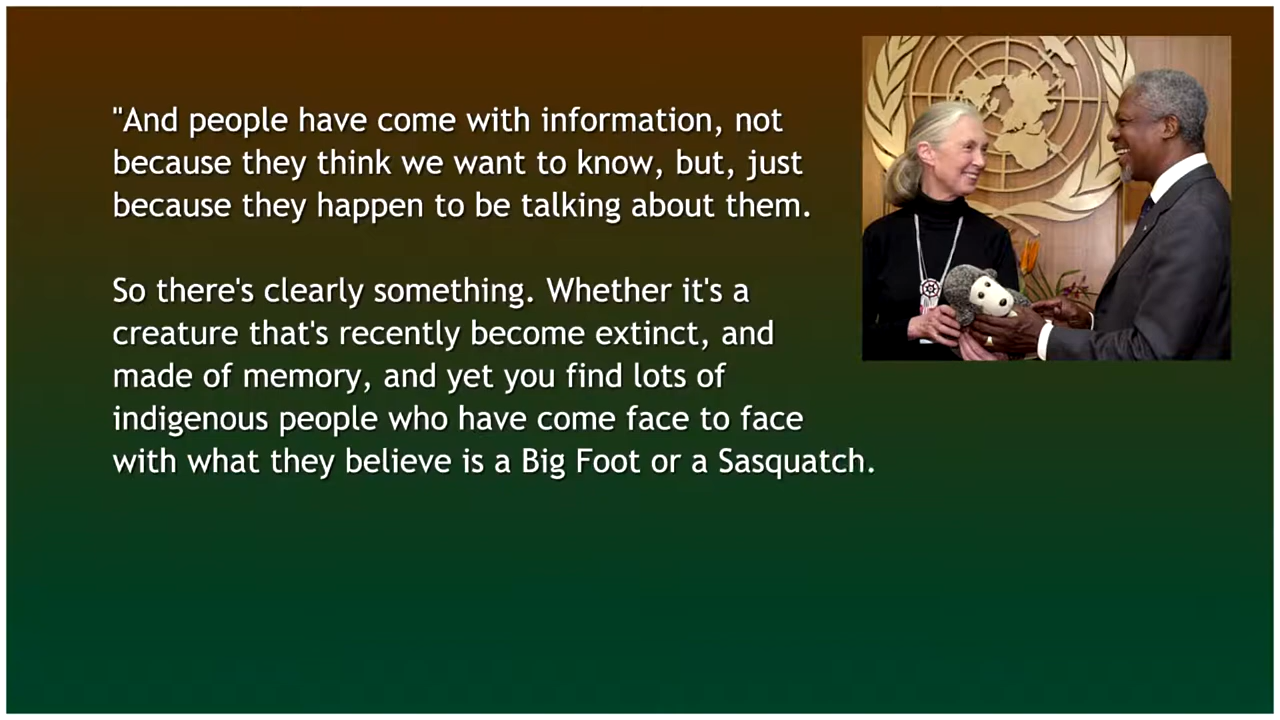 "And people have come with information, not
because they think we want to know, but, just
because they happen to be talking about them.
So there's clearly something. Whether it's a
creature that's recently become extinct, and
made of memory, and yet you find lots of
indigenous people who have come face to face
with what they believe is a Big Foot or a Sasquatch.